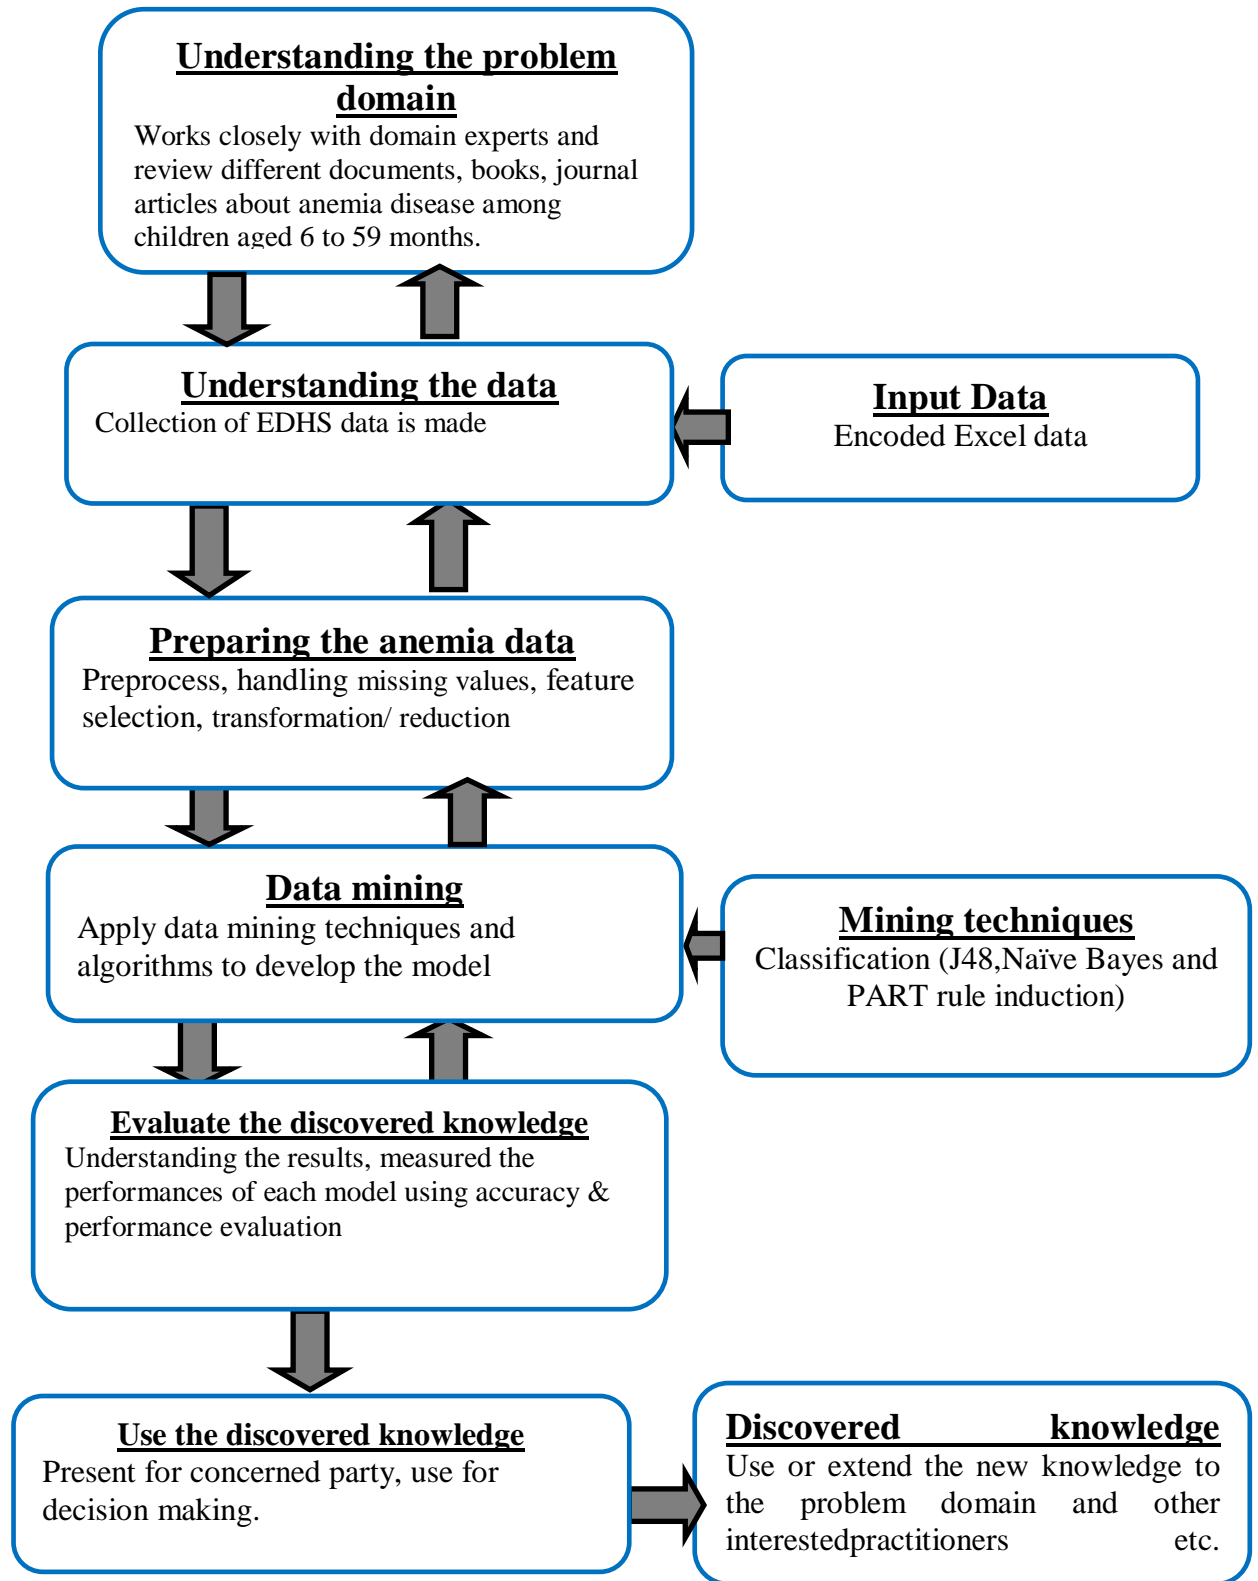 Understanding the problem
domain
Works closely with domain experts and
review different documents, books, journal
articles about anemia disease among
children aged 6 to 59 months.
Understanding the data
Collection of EDHS data is made
Input Data
Encoded Excel data
Preparing the anemia data
Preprocess, handling missing values, feature
selection, transformation/ reduction
Data mining
Apply data mining techniques and
algorithms to develop the model
Mining techniques
Classification (J48,Naïve Bayes and
PART rule induction)
Evaluate the discovered knowledge
Understanding the results, measured the
performances of each model using accuracy &
performance evaluation
Use the discovered knowledge
Present for concerned party, use for
decision making.
Discovered knowledge
Use or extend the new knowledge to
the problem domain and other
interestedpractitioners etc.